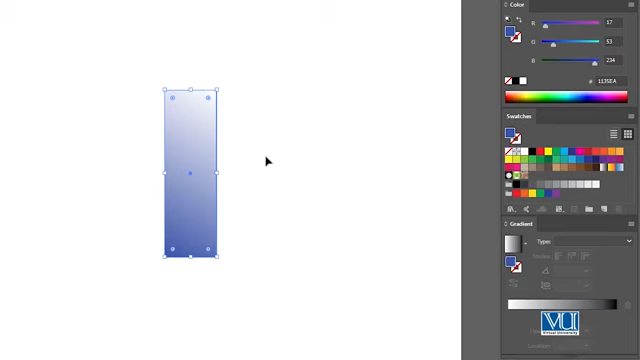 Color
R
17
G
53
B
234
# 1135EA
Swatches
Gradient
Type:
VU
Virtual University